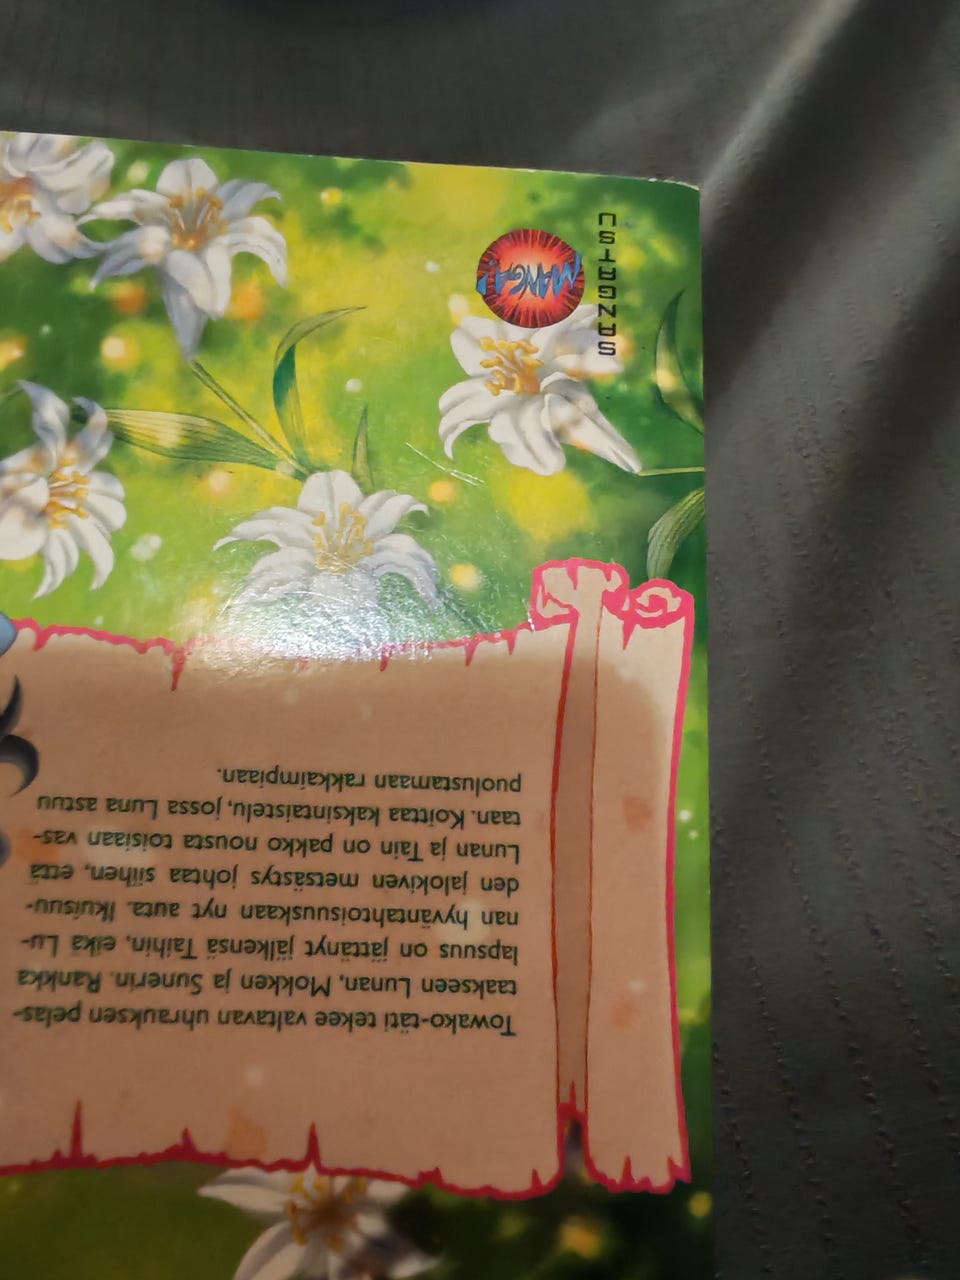 Towako-täti tekee valtavan uhrauksen pelas-
taakseen Lunan, Mokken ja Sunerin. Rankka
lapsuus on jättänyt jälkensä Taihin, eikä Lu-
nan hyväntahtoisuuskaan nyt auta. Ikuisuu-
den jalokiven metsästys johtaa siihen, että
Lunan ja Tain on pakko nousta toisiaan vas-
taan. Koittaa kaksintaistelu, jossa Luna astuu
puolustamaan rakkaimpiaan.
MANGA!
SANGATSU